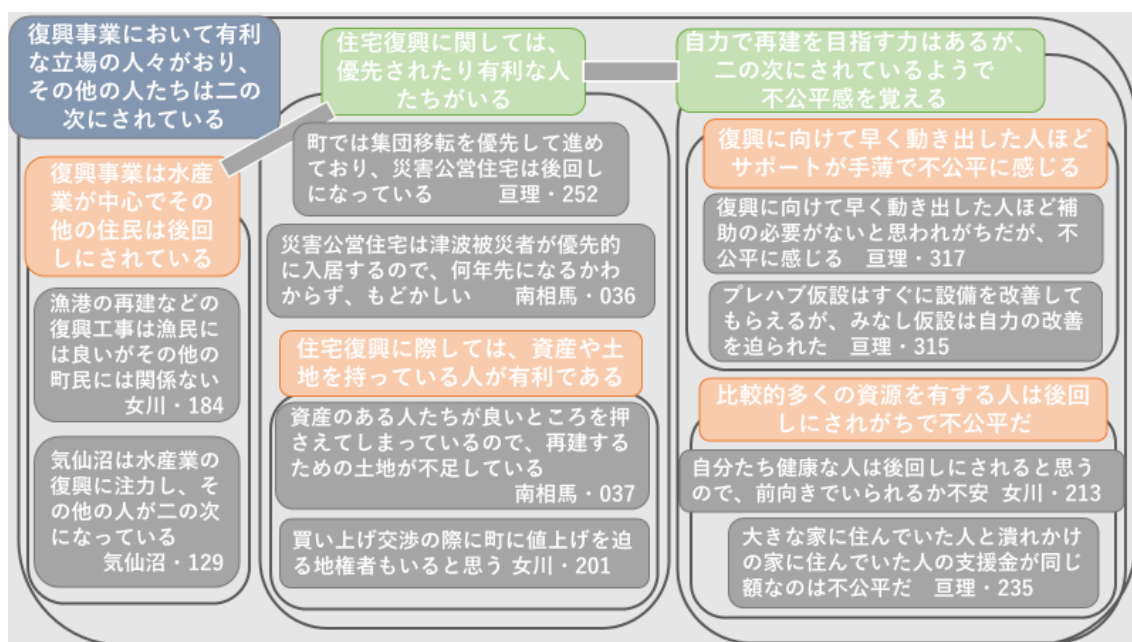 復興事業において有利
な立場の人々がおり、
その他の人たちは二の
次にされている
復興事業は水産
業が中心でその
他の住民は後回
しにされている
漁港の再建などの
復興工事は漁民に
は良いがその他の
町民には関係ない
女川・184
気仙沼は水産業の
復興に注力し、そ
の他の人が二の次
になっている
気仙沼・129
住宅復興に関しては、
優先されたり有利な人
たちがいる
町では集団移転を優先して進め
ており、災害公営住宅は後回し
になっている　亘理・252
災害公営住宅は津波被災者が優先的
に入居するので、何年先になるかわ
からず、もどかしい　南相馬・036
住宅復興に際しては、資産や土
地を持っている人が有利である
資産のある人たちが良いところを押
さえてしまっているので、再建する
ための土地が不足している
南相馬・037
買い上げ交渉の際に町に値上げを迫
る地権者もいると思う 女川・201
自力で再建を目指す力はあるが、
二の次にされているようで
不公平感を覚える
復興に向けて早く動き出した人ほど
サポートが手薄で不公平に感じる
復興に向けて早く動き出した人ほど補
助の必要がないと思われがちだが、不
公平に感じる　亘理・317
プレハブ仮設はすぐに設備を改善して
もらえるが、みなし仮設は自力の改善
を迫られた　亘理・315
比較的多くの資源を有する人は後回
しにされがちで不公平だ
自分たち健康な人は後回しにされると思う
ので、前向きでいられるか不安　女川・213
大きな家に住んでいた人と潰れかけ
の家に住んでいた人の支援金が同じ
額なのは不公平だ　亘理・235